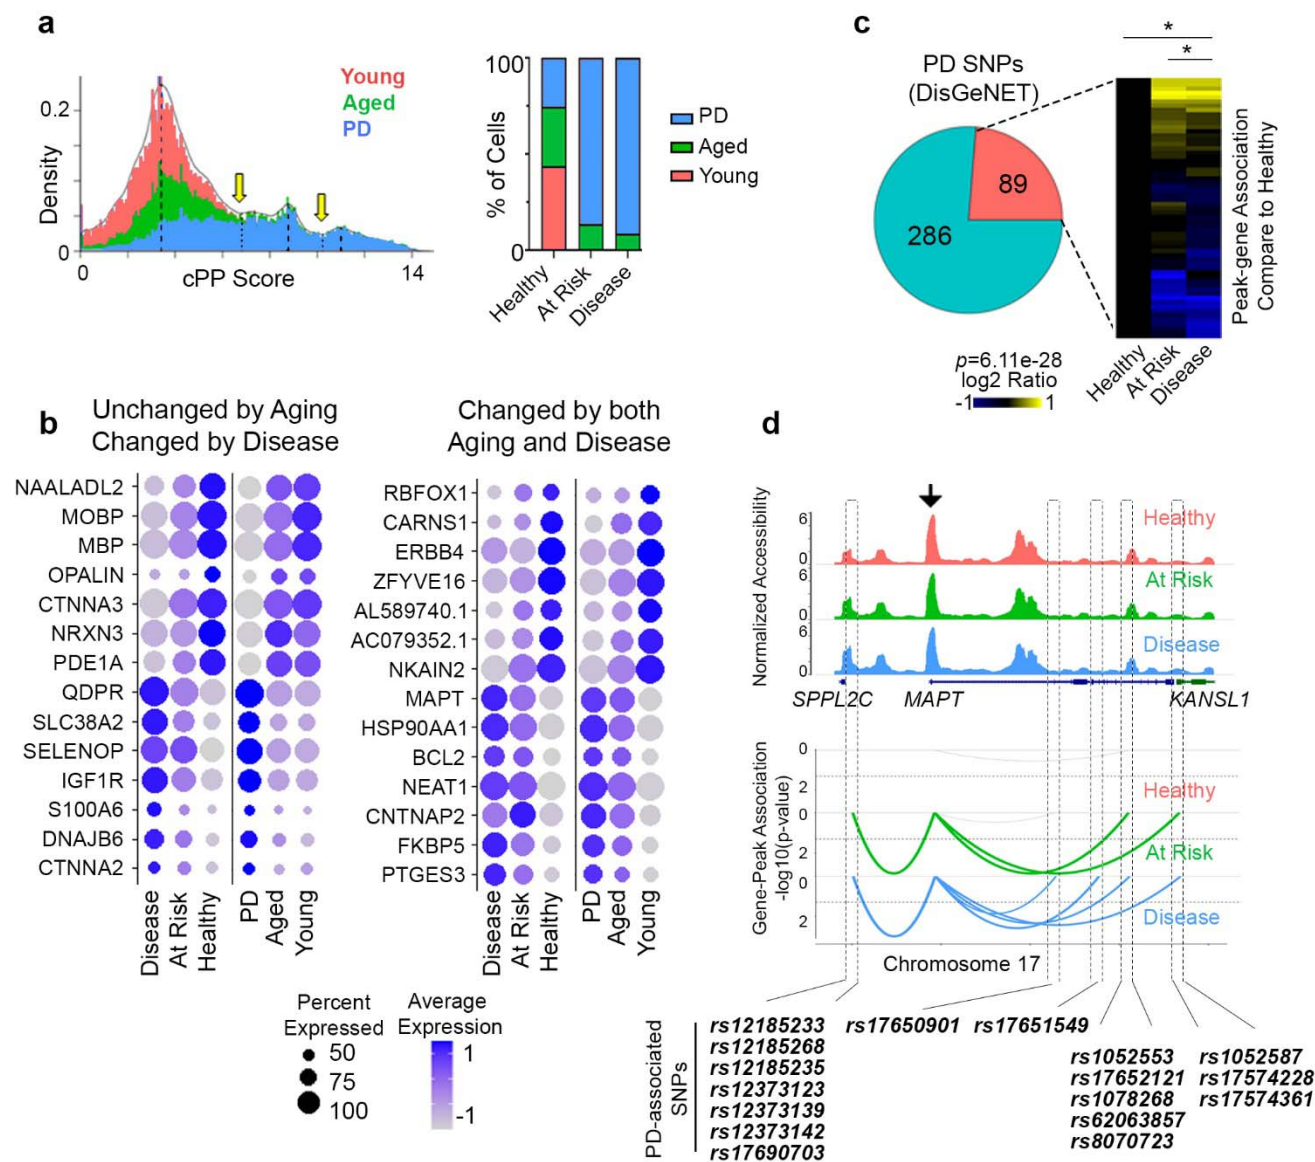 a
Young
Aged
PD
0.2
0
Density
0
14
cPP Score
100
0
% of Cells
Healthy
At Risk
Disease
PD
Aged
Young
c
*
*
PD SNPs
(DisGeNET)
89
286
Peak-gene Association
Compare to Healthy
Healthy
At Risk
Disease
p=6.11e-28
log2 Ratio
-1
1
b
Unchanged by Aging
Changed by Disease
NAALADL2
MOBP
MBP
OPALIN
CTNNA3
NRXN3
PDE1A
QDPR
SLC38A2
SELENOP
IGF1R
S100A6
DNAJB6
CTNNA2
Disease
At Risk
Healthy
PD
Aged
Young
Changed by both
Aging and Disease
RBFOX1
CARNS1
ERBB4
ZFYVE16
AL589740.1
AC079352.1
NKAIN2
MAPT
HSP90AA1
BCL2
NEAT1
CNTNAP2
FKBP5
PTGES3
Disease
At Risk
Healthy
PD
Aged
Young
Percent
Expressed
50
75
100
Average
Expression
1
-1
d
Normalized Accessibility
6
0
Healthy
6
0
At Risk
6
0
Disease
SPPL2C
MAPT
KANSL1
Gene-Peak Association
-log10(p-value)
0
2
Healthy
0
2
At Risk
0
2
Disease
Chromosome 17
PD-associated
SNPs
rs12185233
rs12185268
rs12185235
rs12373123
rs12373139
rs12373142
rs17690703
rs17650901
rs17651549
rs1052553
rs17652121
rs1078268
rs62063857
rs8070723
rs1052587
rs17574228
rs17574361